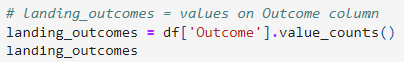 # landing_outcomes = values on Outcome column
landing_outcomes = df['Outcome'].value_counts()
landing_outcomes